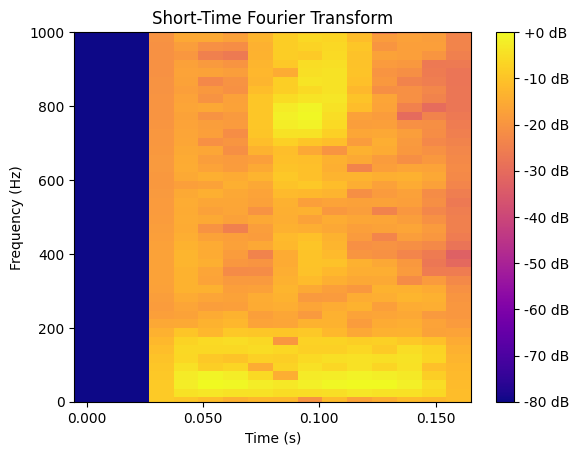 Short-Time Fourier Transform
1000
800
600
400
200
0
Frequency (Hz)
0.000
0.050
0.100
0.150
Time (s)
+0 dB
-10 dB
-20 dB
-30 dB
-40 dB
-50 dB
-60 dB
-70 dB
-80 dB